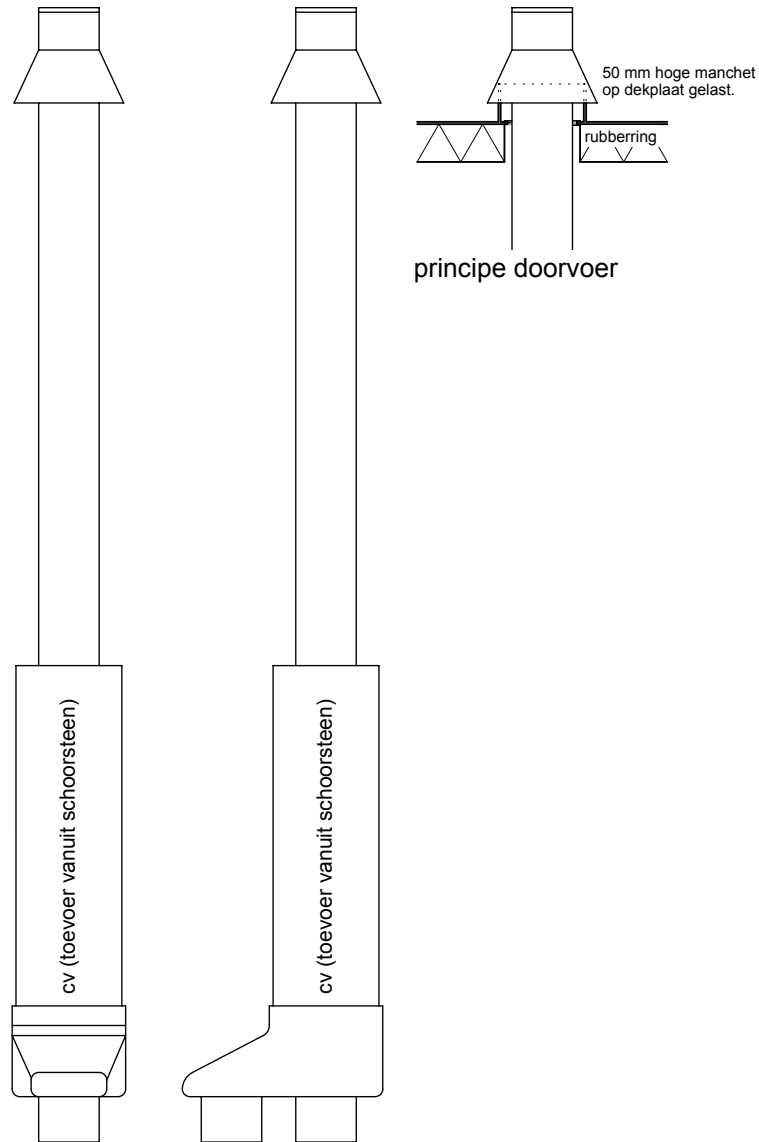 50 mm hoge manchet
op dekplaat gelast.
rubberring
principe doorvoer
cv (toevoer vanuit schoorsteen)
cv (toevoer vanuit schoorsteen)